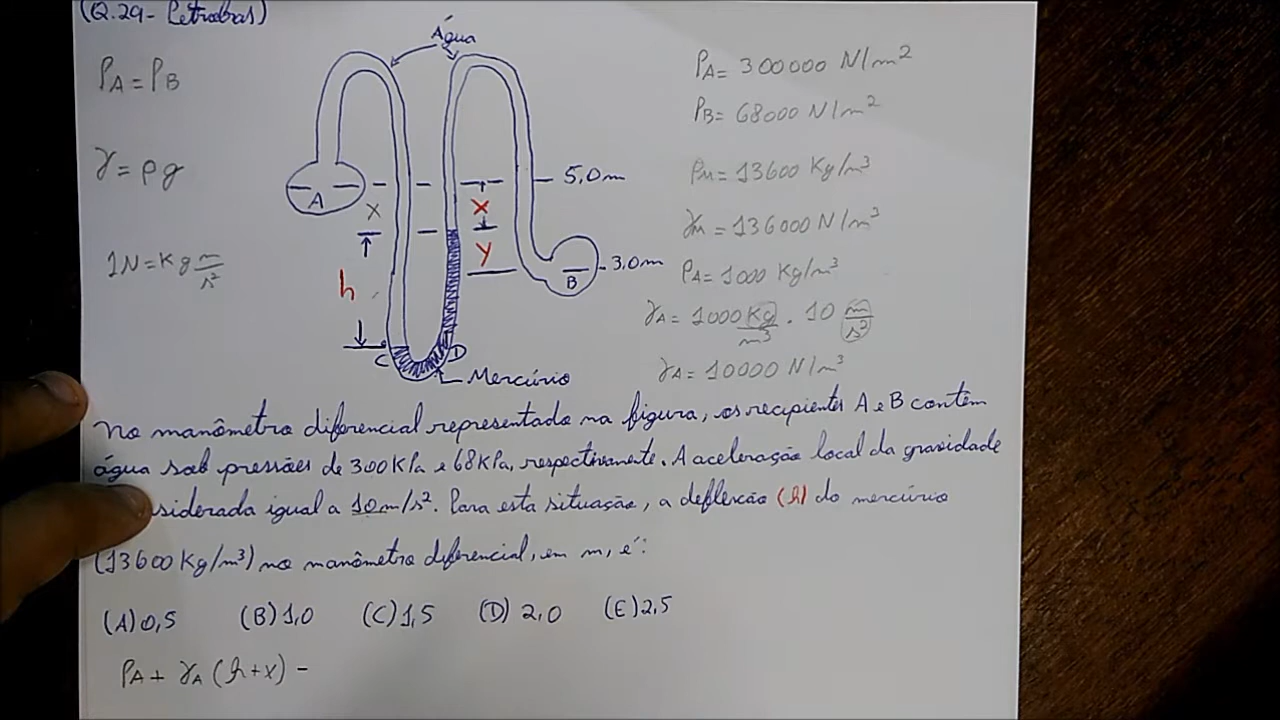 (Q.29 - Petrobras)
Água
PA = PB
γ = ρg
1N = Kg m/s²
A
X
h
C
X
Y
D
Mercúrio
5,0m
B
3,0m
PA = 300000 N/m²
PB = 68000 N/m²
ρM = 13600 Kg/m³
γM = 136000 N/m³
ρA = 1000 Kg/m³
γA = 1000 Kg/m³ . 10 m/s²
γA = 10000 N/m³
No manômetro diferencial representado na figura, os recipientes A e B contêm
água sob pressões de 300KPa e 68KPa, respectivamente. A aceleração local da gravidade
siderada igual a 10m/s². Para esta situação, a deflexão (h) do mercúrio
(13600 Kg/m³) no manômetro diferencial, em m, é:
(A) 0,5 (B) 1,0 (C) 1,5 (D) 2,0 (E) 2,5
PA + γA (h+x) -